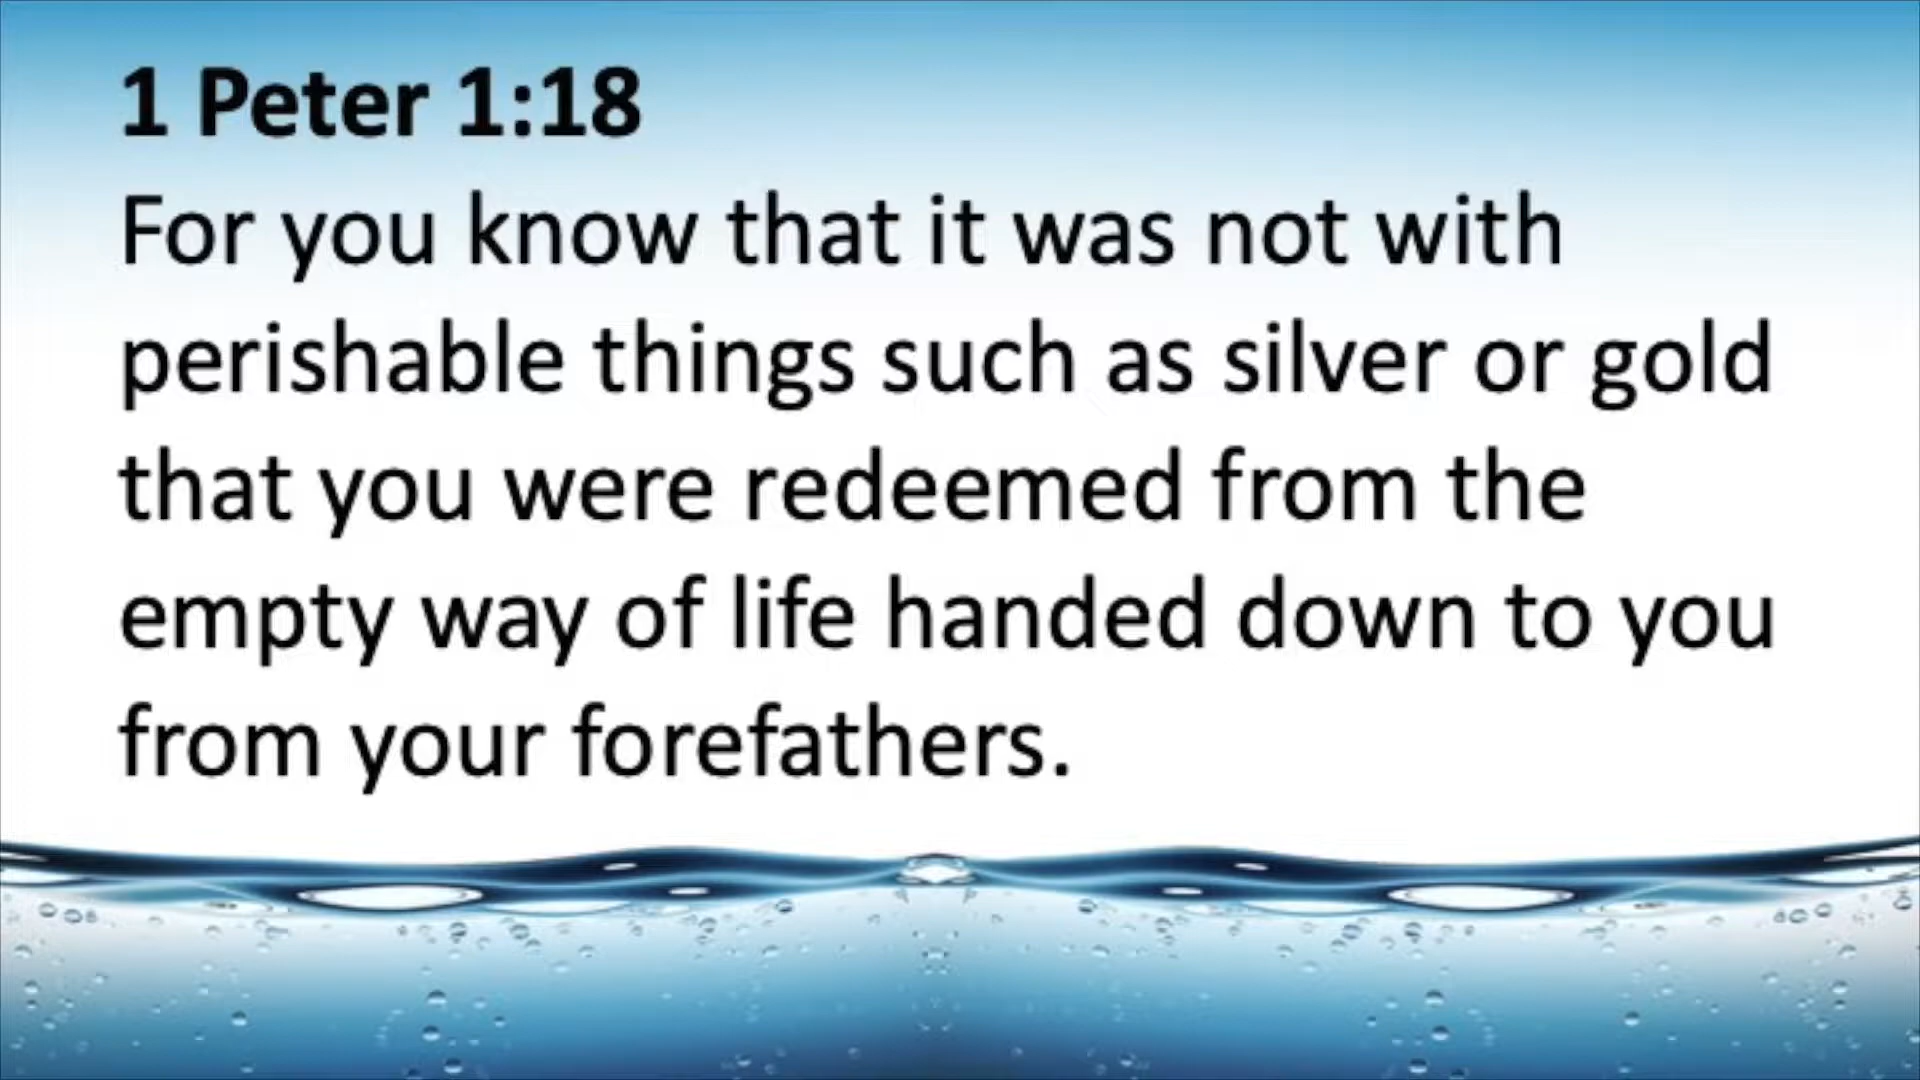 1 Peter 1:18
For you know that it was not with
perishable things such as silver or gold
that you were redeemed from the
empty way of life handed down to you
from your forefathers.